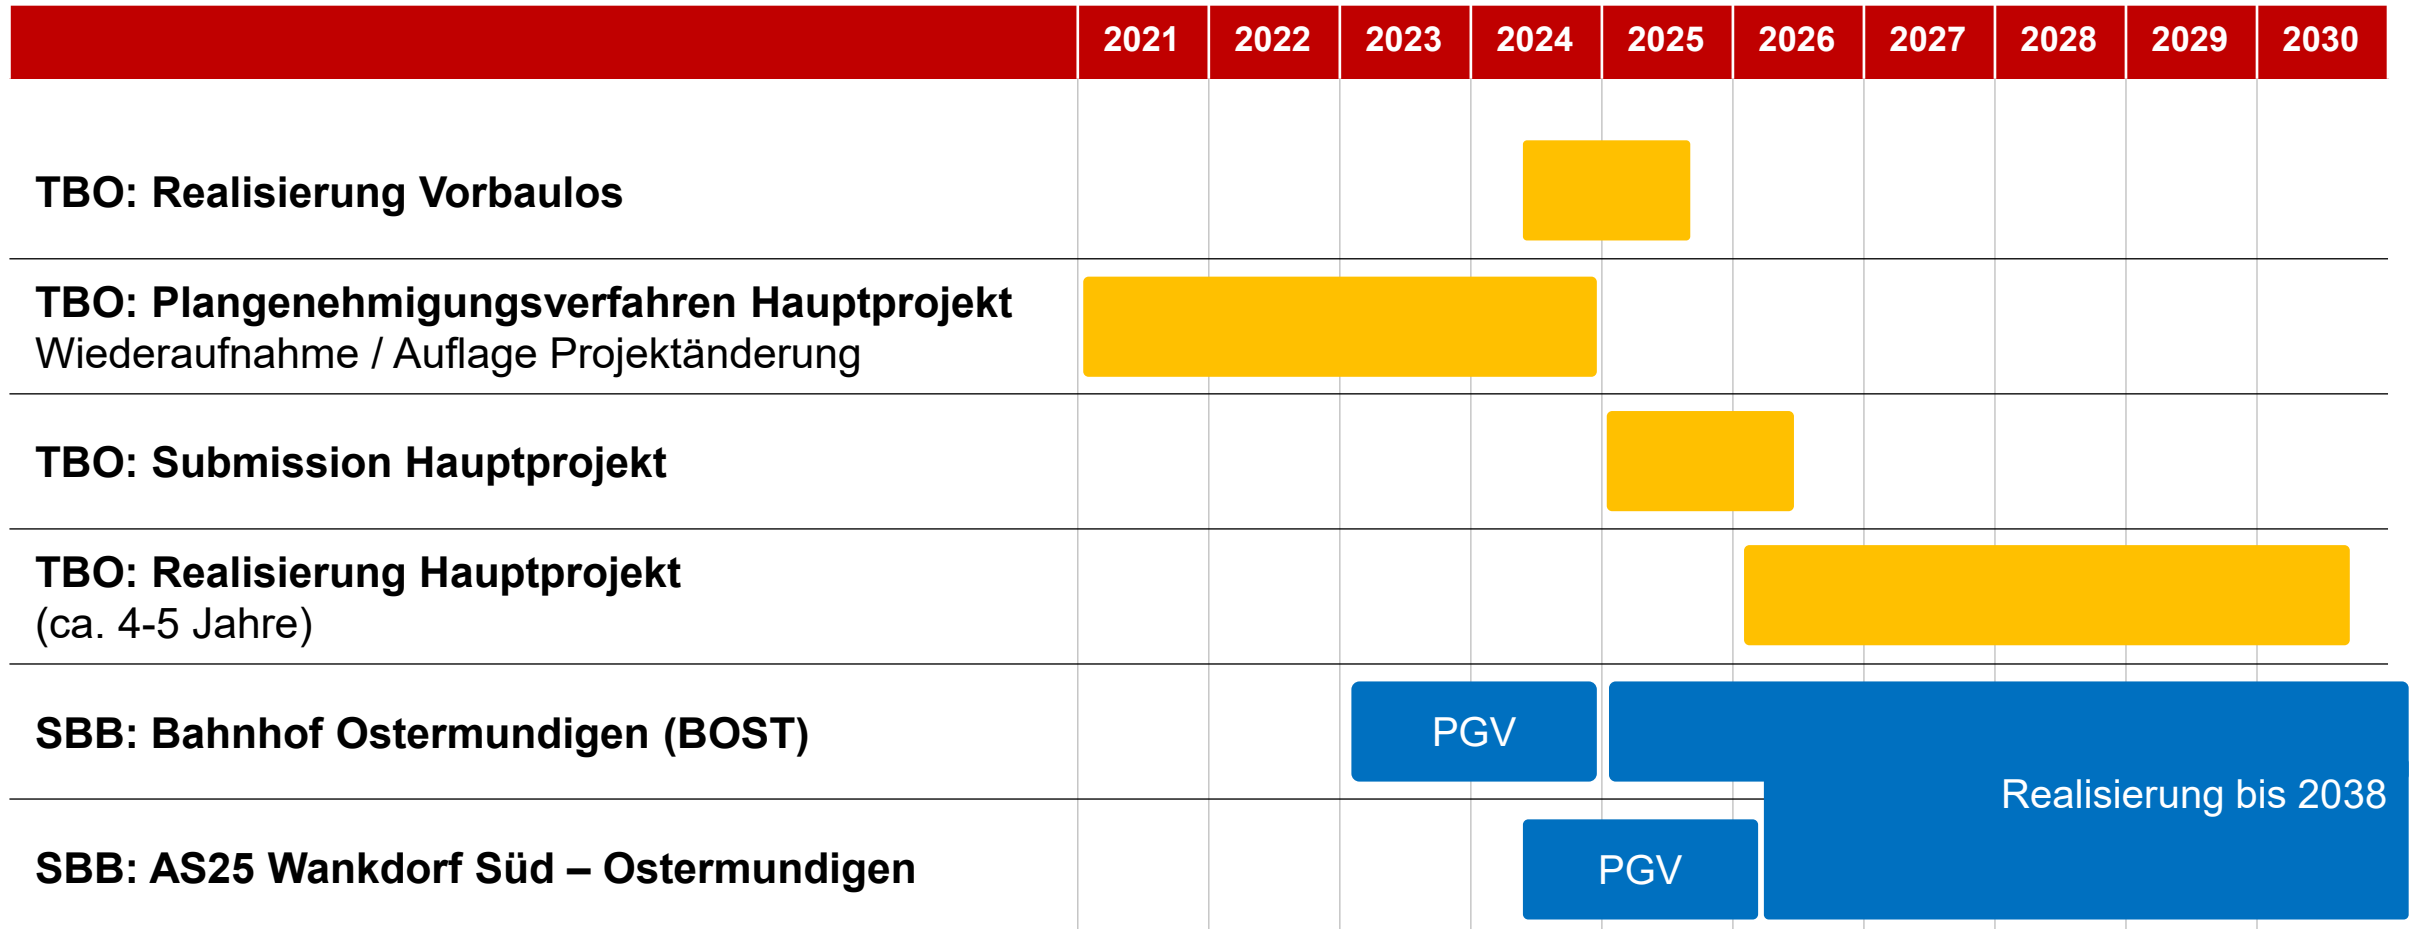 2021 2022 2023 2024 2025 2026 2027 2028 2029 2030
TBO: Realisierung Vorbaulos
TBO: Plangenehmigungsverfahren Hauptprojekt
Wiederaufnahme / Auflage Projektänderung
TBO: Submission Hauptprojekt
TBO: Realisierung Hauptprojekt
(ca. 4-5 Jahre)
SBB: Bahnhof Ostermundigen (BOST)
PGV
Realisierung bis 2038
SBB: AS25 Wankdorf Süd – Ostermundigen
PGV